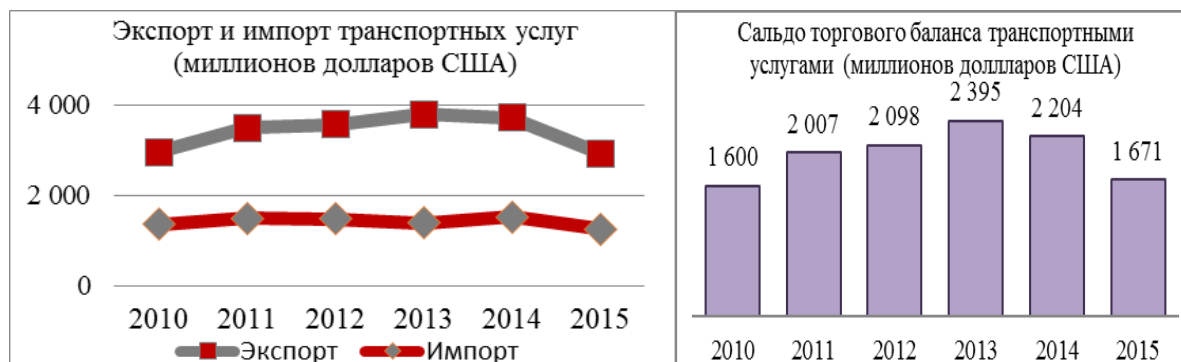 Экспорт и импорт транспортных услуг
(миллионов долларов США)
4 000
2 000
0
2010 2011 2012 2013 2014 2015
Экспорт Импорт
Сальдо торгового баланса транспортными
услугами (миллионов доллларов США)
1 600 2 007 2 098 2 395 2 204 1 671
2010 2011 2012 2013 2014 2015